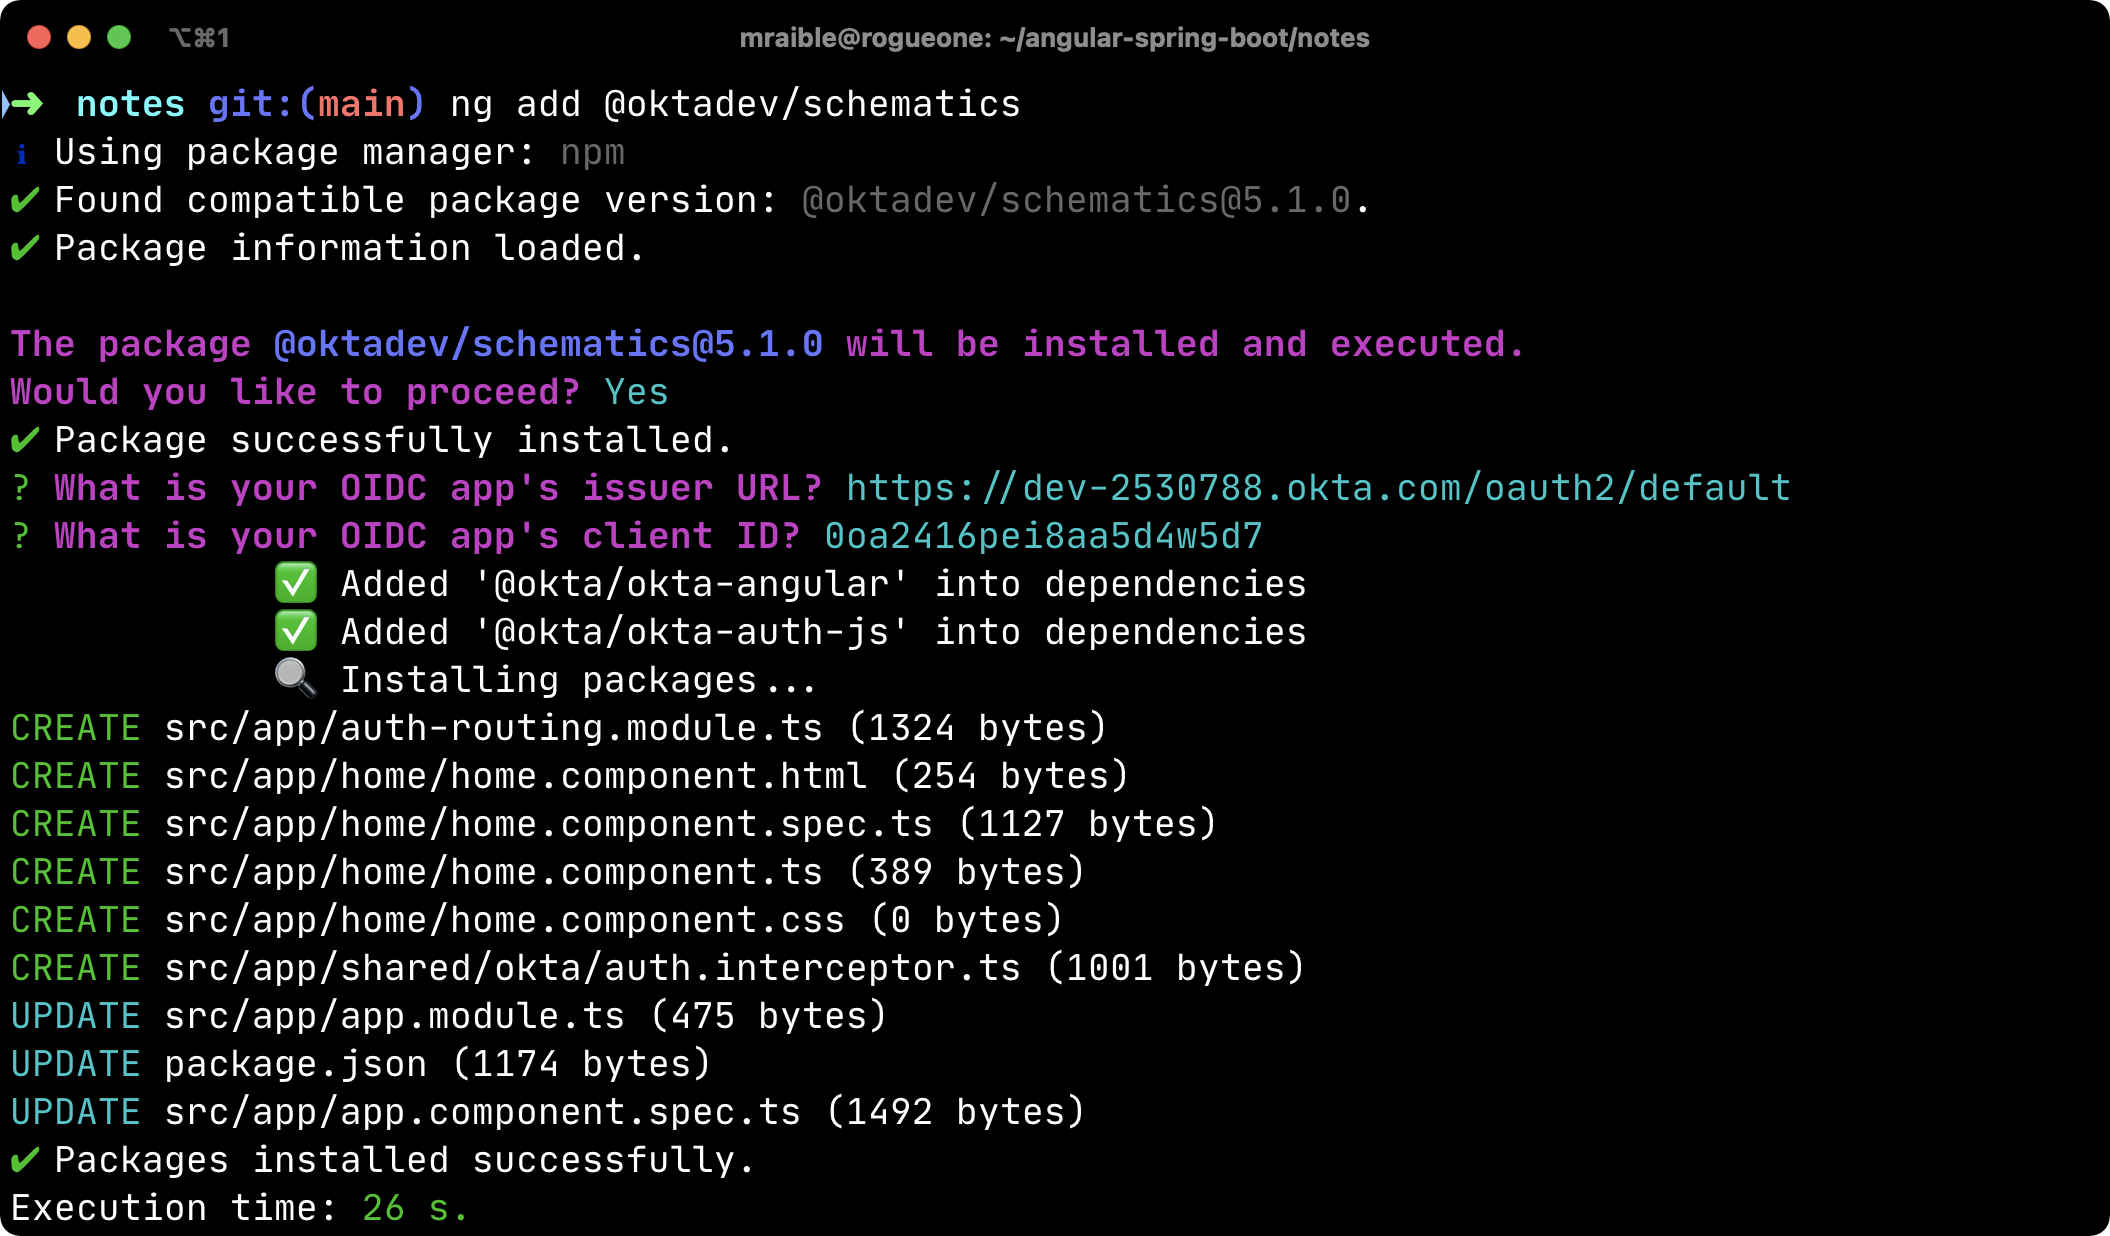 ⌥⌘1
mraible@rogueone: ~/angular-spring-boot/notes
➜ notes git:(main) ng add @oktadev/schematics
ℹ Using package manager: npm
✔ Found compatible package version: @oktadev/schematics@5.1.0.
✔ Package information loaded.
The package @oktadev/schematics@5.1.0 will be installed and executed.
Would you like to proceed? Yes
✔ Package successfully installed.
? What is your OIDC app's issuer URL? https://dev-2530788.okta.com/oauth2/default
? What is your OIDC app's client ID? 0oa2416pei8aa5d4w5d7
✅ Added '@okta/okta-angular' into dependencies
✅ Added '@okta/okta-auth-js' into dependencies
🔍 Installing packages...
CREATE src/app/auth-routing.module.ts (1324 bytes)
CREATE src/app/home/home.component.html (254 bytes)
CREATE src/app/home/home.component.spec.ts (1127 bytes)
CREATE src/app/home/home.component.ts (389 bytes)
CREATE src/app/home/home.component.css (0 bytes)
CREATE src/app/shared/okta/auth.interceptor.ts (1001 bytes)
UPDATE src/app/app.module.ts (475 bytes)
UPDATE package.json (1174 bytes)
UPDATE src/app/app.component.spec.ts (1492 bytes)
✔ Packages installed successfully.
Execution time: 26 s.